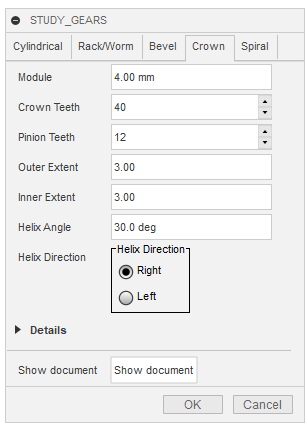 STUDY_GEARS
Cylindrical Rack/Worm Bevel Crown Spiral
Module 4.00 mm
Crown Teeth 40
Pinion Teeth 12
Outer Extent 3.00
Inner Extent 3.00
Helix Angle 30.0 deg
Helix Direction Helix Direction
Right
Left
Details
Show document Show document
OK Cancel